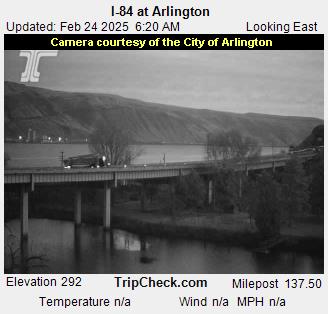 I-84 at Arlington
Updated: Feb 24 2025 6:20 AM Looking East
Camera courtesy of the City of Arlington
Elevation 292 TripCheck.com Milepost 137.50
Temperature n/a Wind n/a MPH n/a